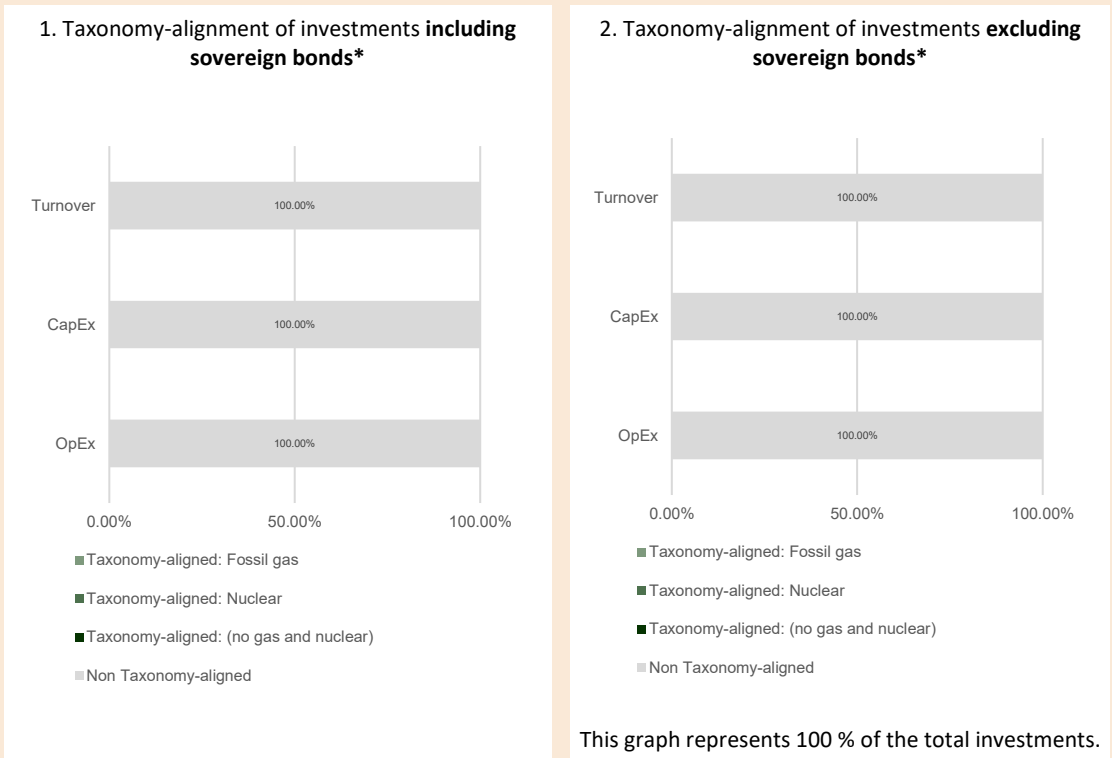 1. Taxonomy-alignment of investments including
sovereign bonds*
Turnover
100.00%
CapEx
100.00%
OpEx
100.00%
0.00%
50.00%
100.00%
Taxonomy-aligned: Fossil gas
Taxonomy-aligned: Nuclear
Taxonomy-aligned: (no gas and nuclear)
Non Taxonomy-aligned
2. Taxonomy-alignment of investments excluding
sovereign bonds*
Turnover
100.00%
CapEx
100.00%
OpEx
100.00%
0.00%
50.00%
100.00%
Taxonomy-aligned: Fossil gas
Taxonomy-aligned: Nuclear
Taxonomy-aligned: (no gas and nuclear)
Non Taxonomy-aligned
This graph represents 100 % of the total investments.